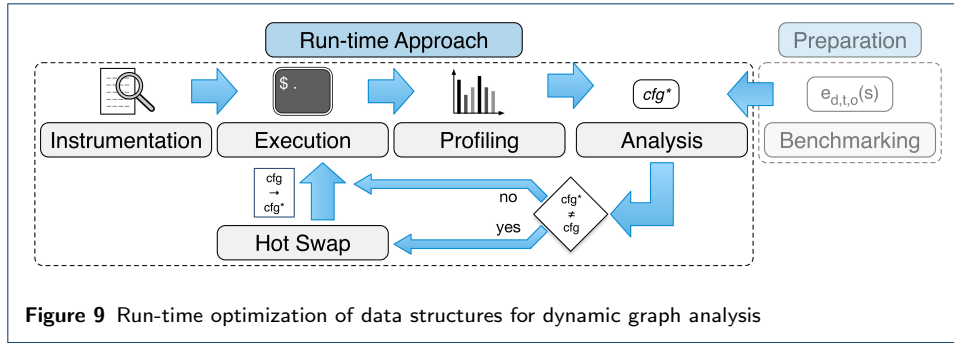 Run-time Approach
Preparation
$ .
cfg*
e_d,t,o(s)
Instrumentation
Execution
Profiling
Analysis
Benchmarking
cfg
→
cfg*
no
yes
cfg*
≠
cfg
Hot Swap
Figure 9 Run-time optimization of data structures for dynamic graph analysis